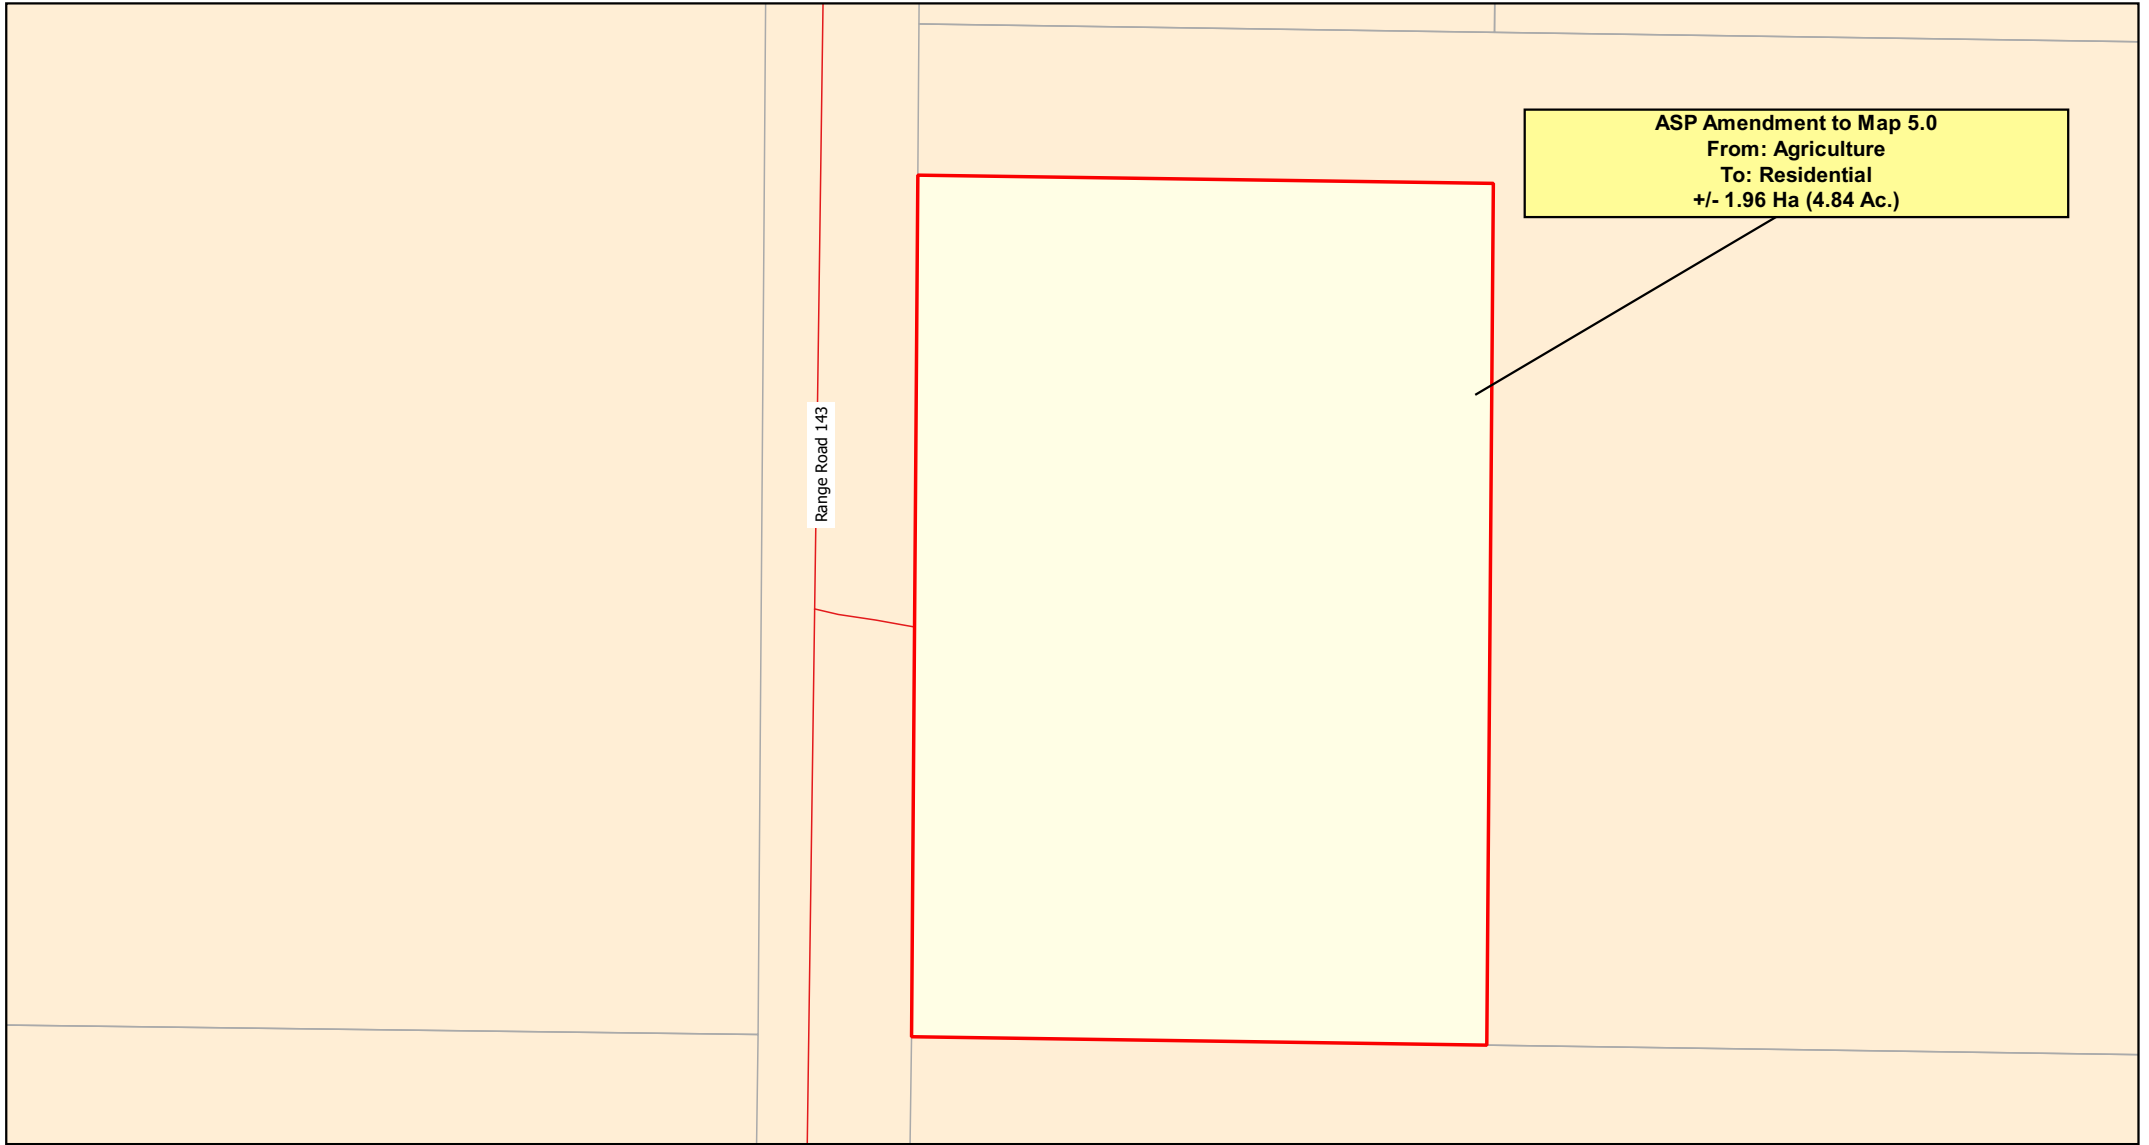 ASP Amendment to Map 5.0
From: Agriculture
To: Residential
+/- 1.96 Ha (4.84 Ac.)
Range Road 143